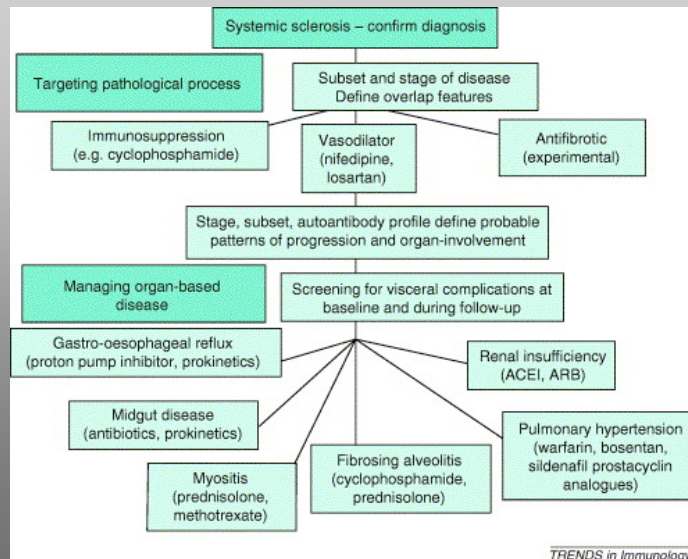 Systemic sclerosis – confirm diagnosis
Targeting pathological process
Subset and stage of disease
Define overlap features
Immunosuppression
(e.g. cyclophosphamide)
Vasodilator
(nifedipine,
losartan)
Antifibrotic
(experimental)
Stage, subset, autoantibody profile define probable
patterns of progression and organ-involvement
Managing organ-based
disease
Screening for visceral complications at
baseline and during follow-up
Gastro-oesophageal reflux
(proton pump inhibitor, prokinetics)
Renal insufficiency
(ACEI, ARB)
Midgut disease
(antibiotics, prokinetics)
Pulmonary hypertension
(warfarin, bosentan,
sildenafil prostacyclin
analogues)
Myositis
(prednisolone,
methotrexate)
Fibrosing alveolitis
(cyclophosphamide,
prednisolone)
TRENDS in Immunology